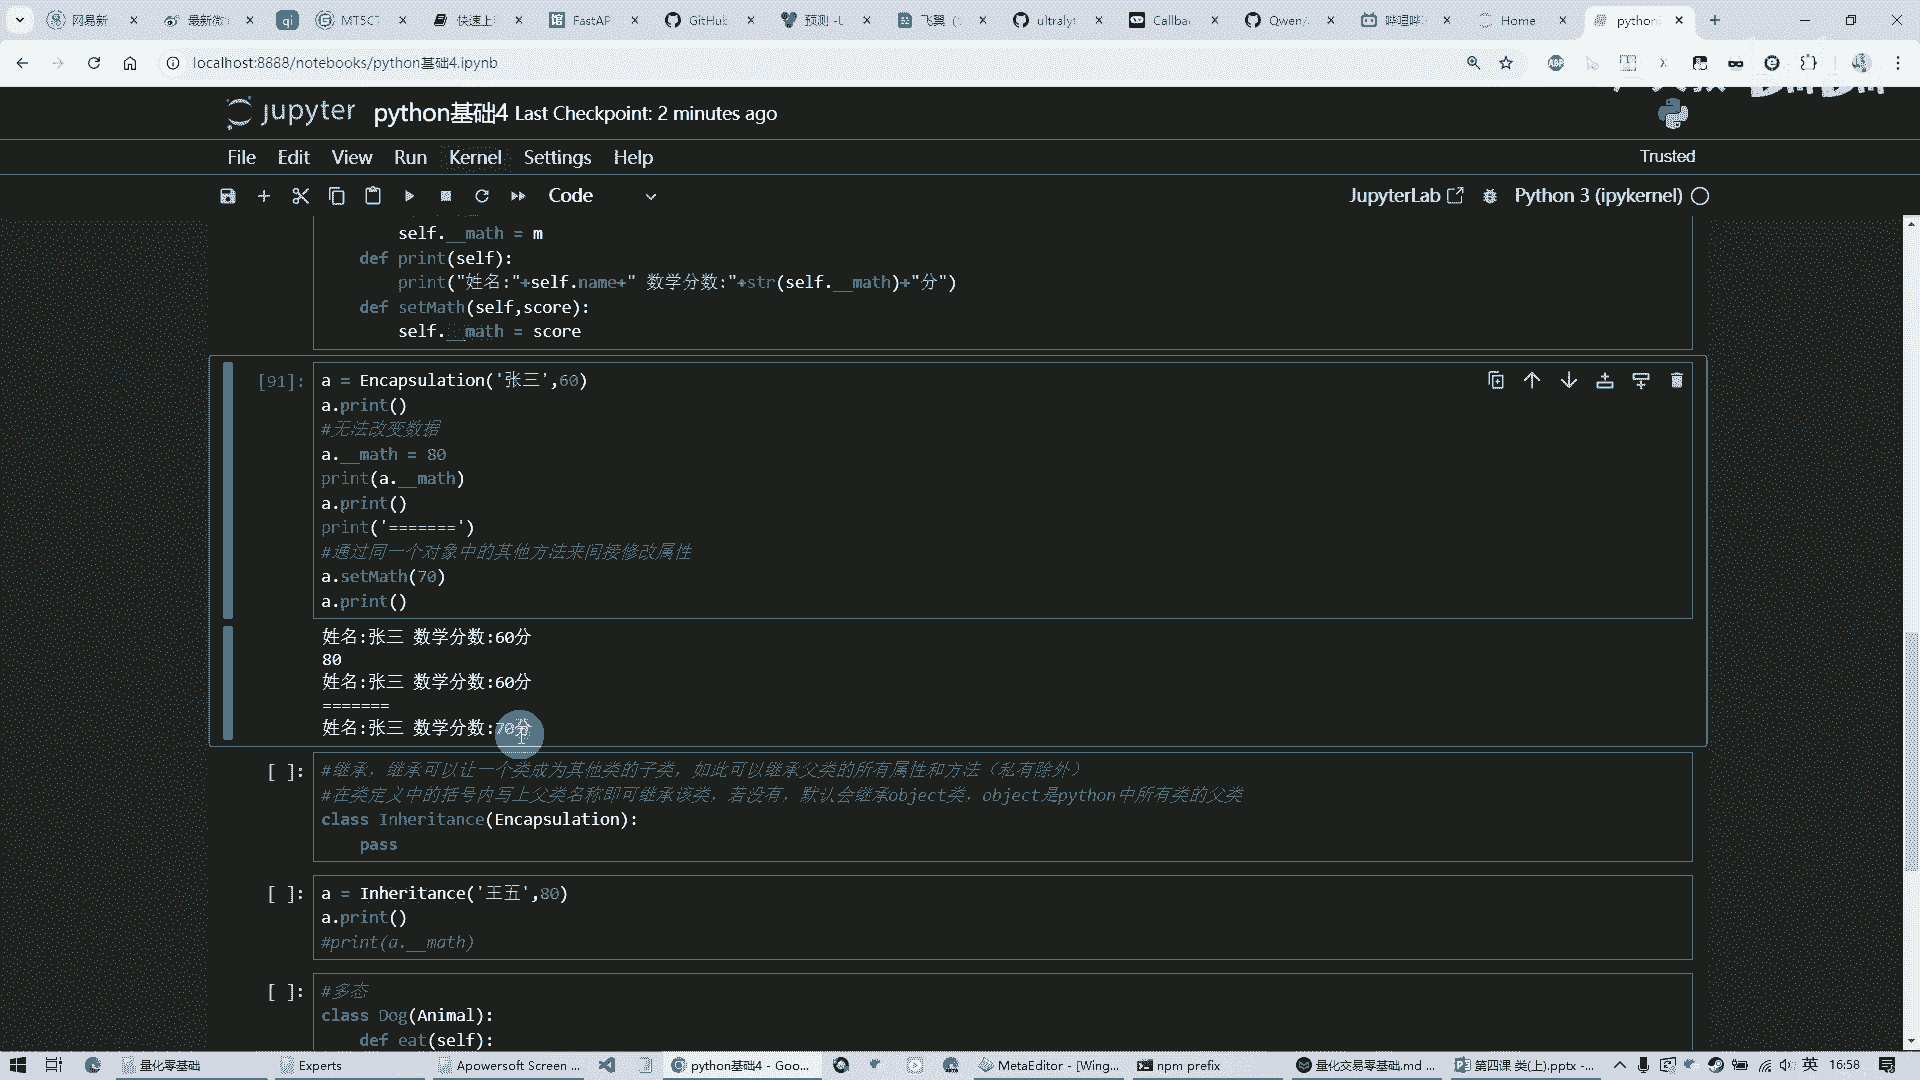 网易新
最新微
qi
MT5C
快速上
FastAP
GitHub
预测 - U
飞翼（
ultralyt
Callba
Qwen/
哔哩哔
Home
python
localhost:8888/notebooks/python基础4.ipynb
ABP
jupyter python基础4 Last Checkpoint: 2 minutes ago
File Edit View Run Kernel Settings Help
Trusted
Code
JupyterLab
Python 3 (ipykernel)
self.__math = m
def print(self):
print("姓名:"+self.name+" 数学分数:"+str(self.__math)+"分")
def setMath(self,score):
self.__math = score
[91]: a = Encapsulation('张三',60)
a.print()
#无法改变数据
a.__math = 80
print(a.__math)
a.print()
print('=======')
#通过同一个对象中的其他方法来间接修改属性
a.setMath(70)
a.print()
姓名:张三 数学分数:60分
80
姓名:张三 数学分数:60分
=======
姓名:张三 数学分数:70分
[ ]: #继承，继承可以让一个类成为其他类的子类，如此可以继承父类的所有属性和方法（私有除外）
#在类定义中的括号内写上父类名称即可继承该类，若没有，默认会继承object类，object是python中所有类的父类
class Inheritance(Encapsulation):
pass
[ ]: a = Inheritance('王五',80)
a.print()
#print(a.__math)
[ ]: #多态
class Dog(Animal):
def eat(self):
量化零基础
Experts
Apowersoft Screen ...
python基础4 - Goo...
MetaEditor - [Wing...
npm prefix
量化交易零基础.md ...
第四课 类(上).pptx -...
英
16:58